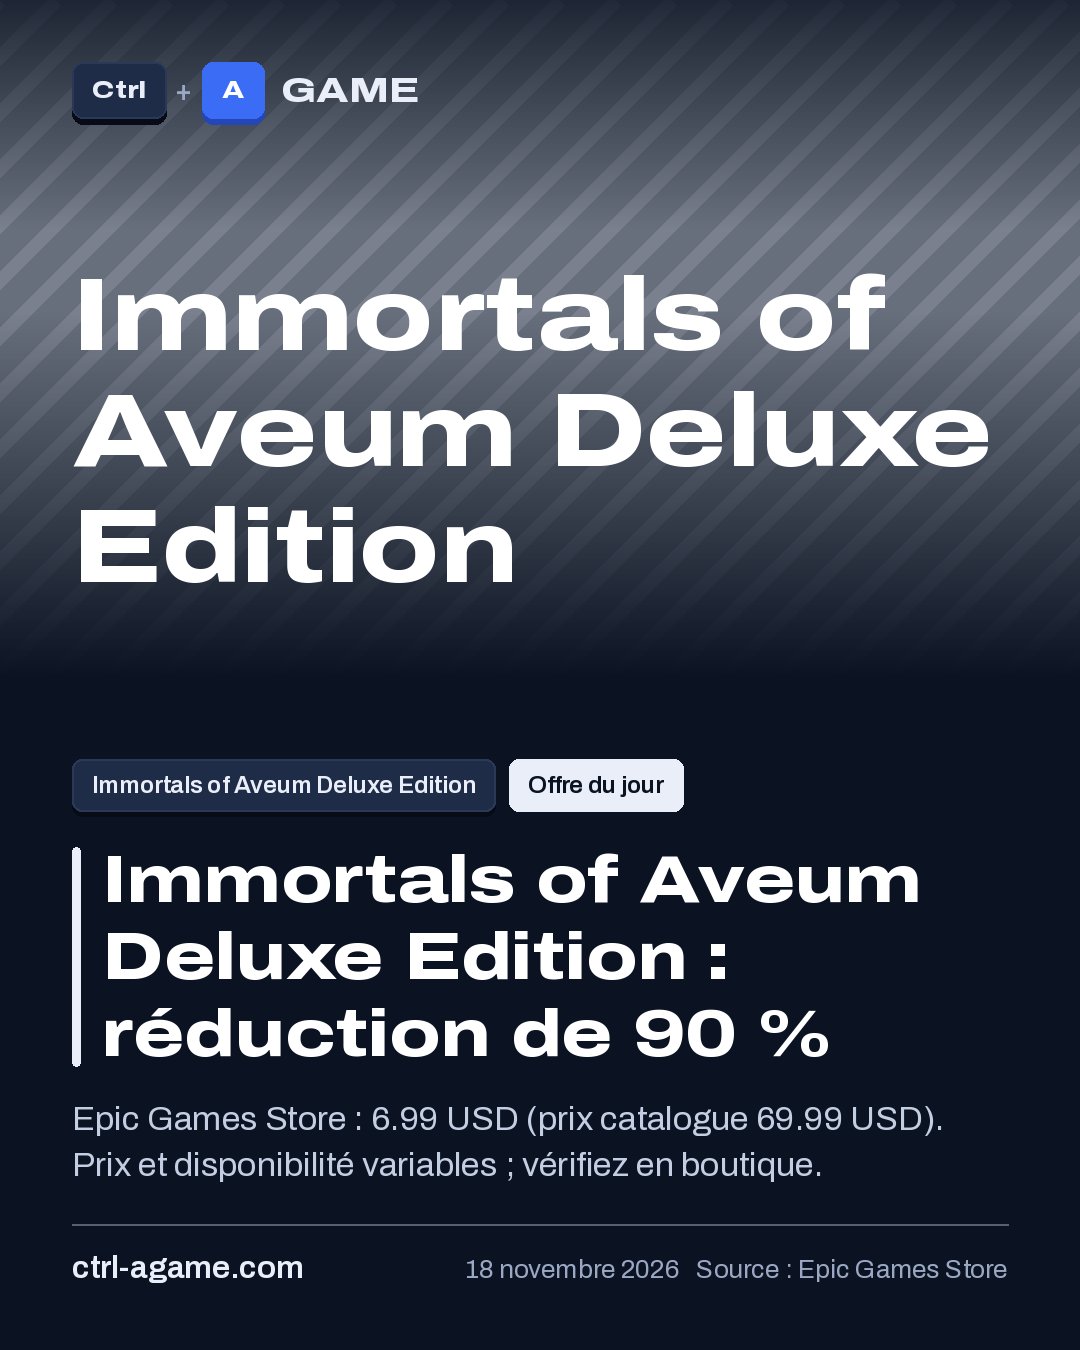 Ctrl + A GAME
Immortals of
Aveum Deluxe
Edition
Immortals of Aveum Deluxe Edition Offre du jour
Immortals of Aveum
Deluxe Edition :
réduction de 90 %
Epic Games Store : 6.99 USD (prix catalogue 69.99 USD).
Prix et disponibilité variables ; vérifiez en boutique.
ctrl-agame.com 18 novembre 2026 Source : Epic Games Store